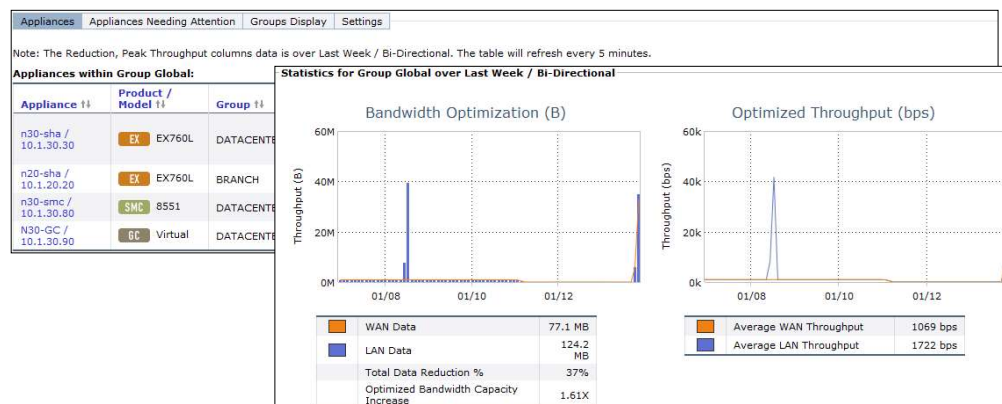 Appliances Appliances Needing Attention Groups Display Settings
Note: The Reduction, Peak Throughput columns data is over Last Week / Bi-Directional. The table will refresh every 5 minutes.
Appliances within Group Global:
Appliance Product / Model Group
n30-sha / 10.1.30.30 EX EX760L DATACENTE
n20-sha / 10.1.20.20 EX EX760L BRANCH
n30-smc / 10.1.30.80 SMC 8551 DATACENTE
N30-GC / 10.1.30.90 GC Virtual DATACENTE
Statistics for Group Global over Last Week / Bi-Directional
Bandwidth Optimization (B)
Throughput (B)
60M
40M
20M
0M
01/08 01/10 01/12
WAN Data 77.1 MB
LAN Data 124.2 MB
Total Data Reduction % 37%
Optimized Bandwidth Capacity Increase 1.61X
Optimized Throughput (bps)
Throughput (bps)
60k
40k
20k
0k
01/08 01/10 01/12
Average WAN Throughput 1069 bps
Average LAN Throughput 1722 bps